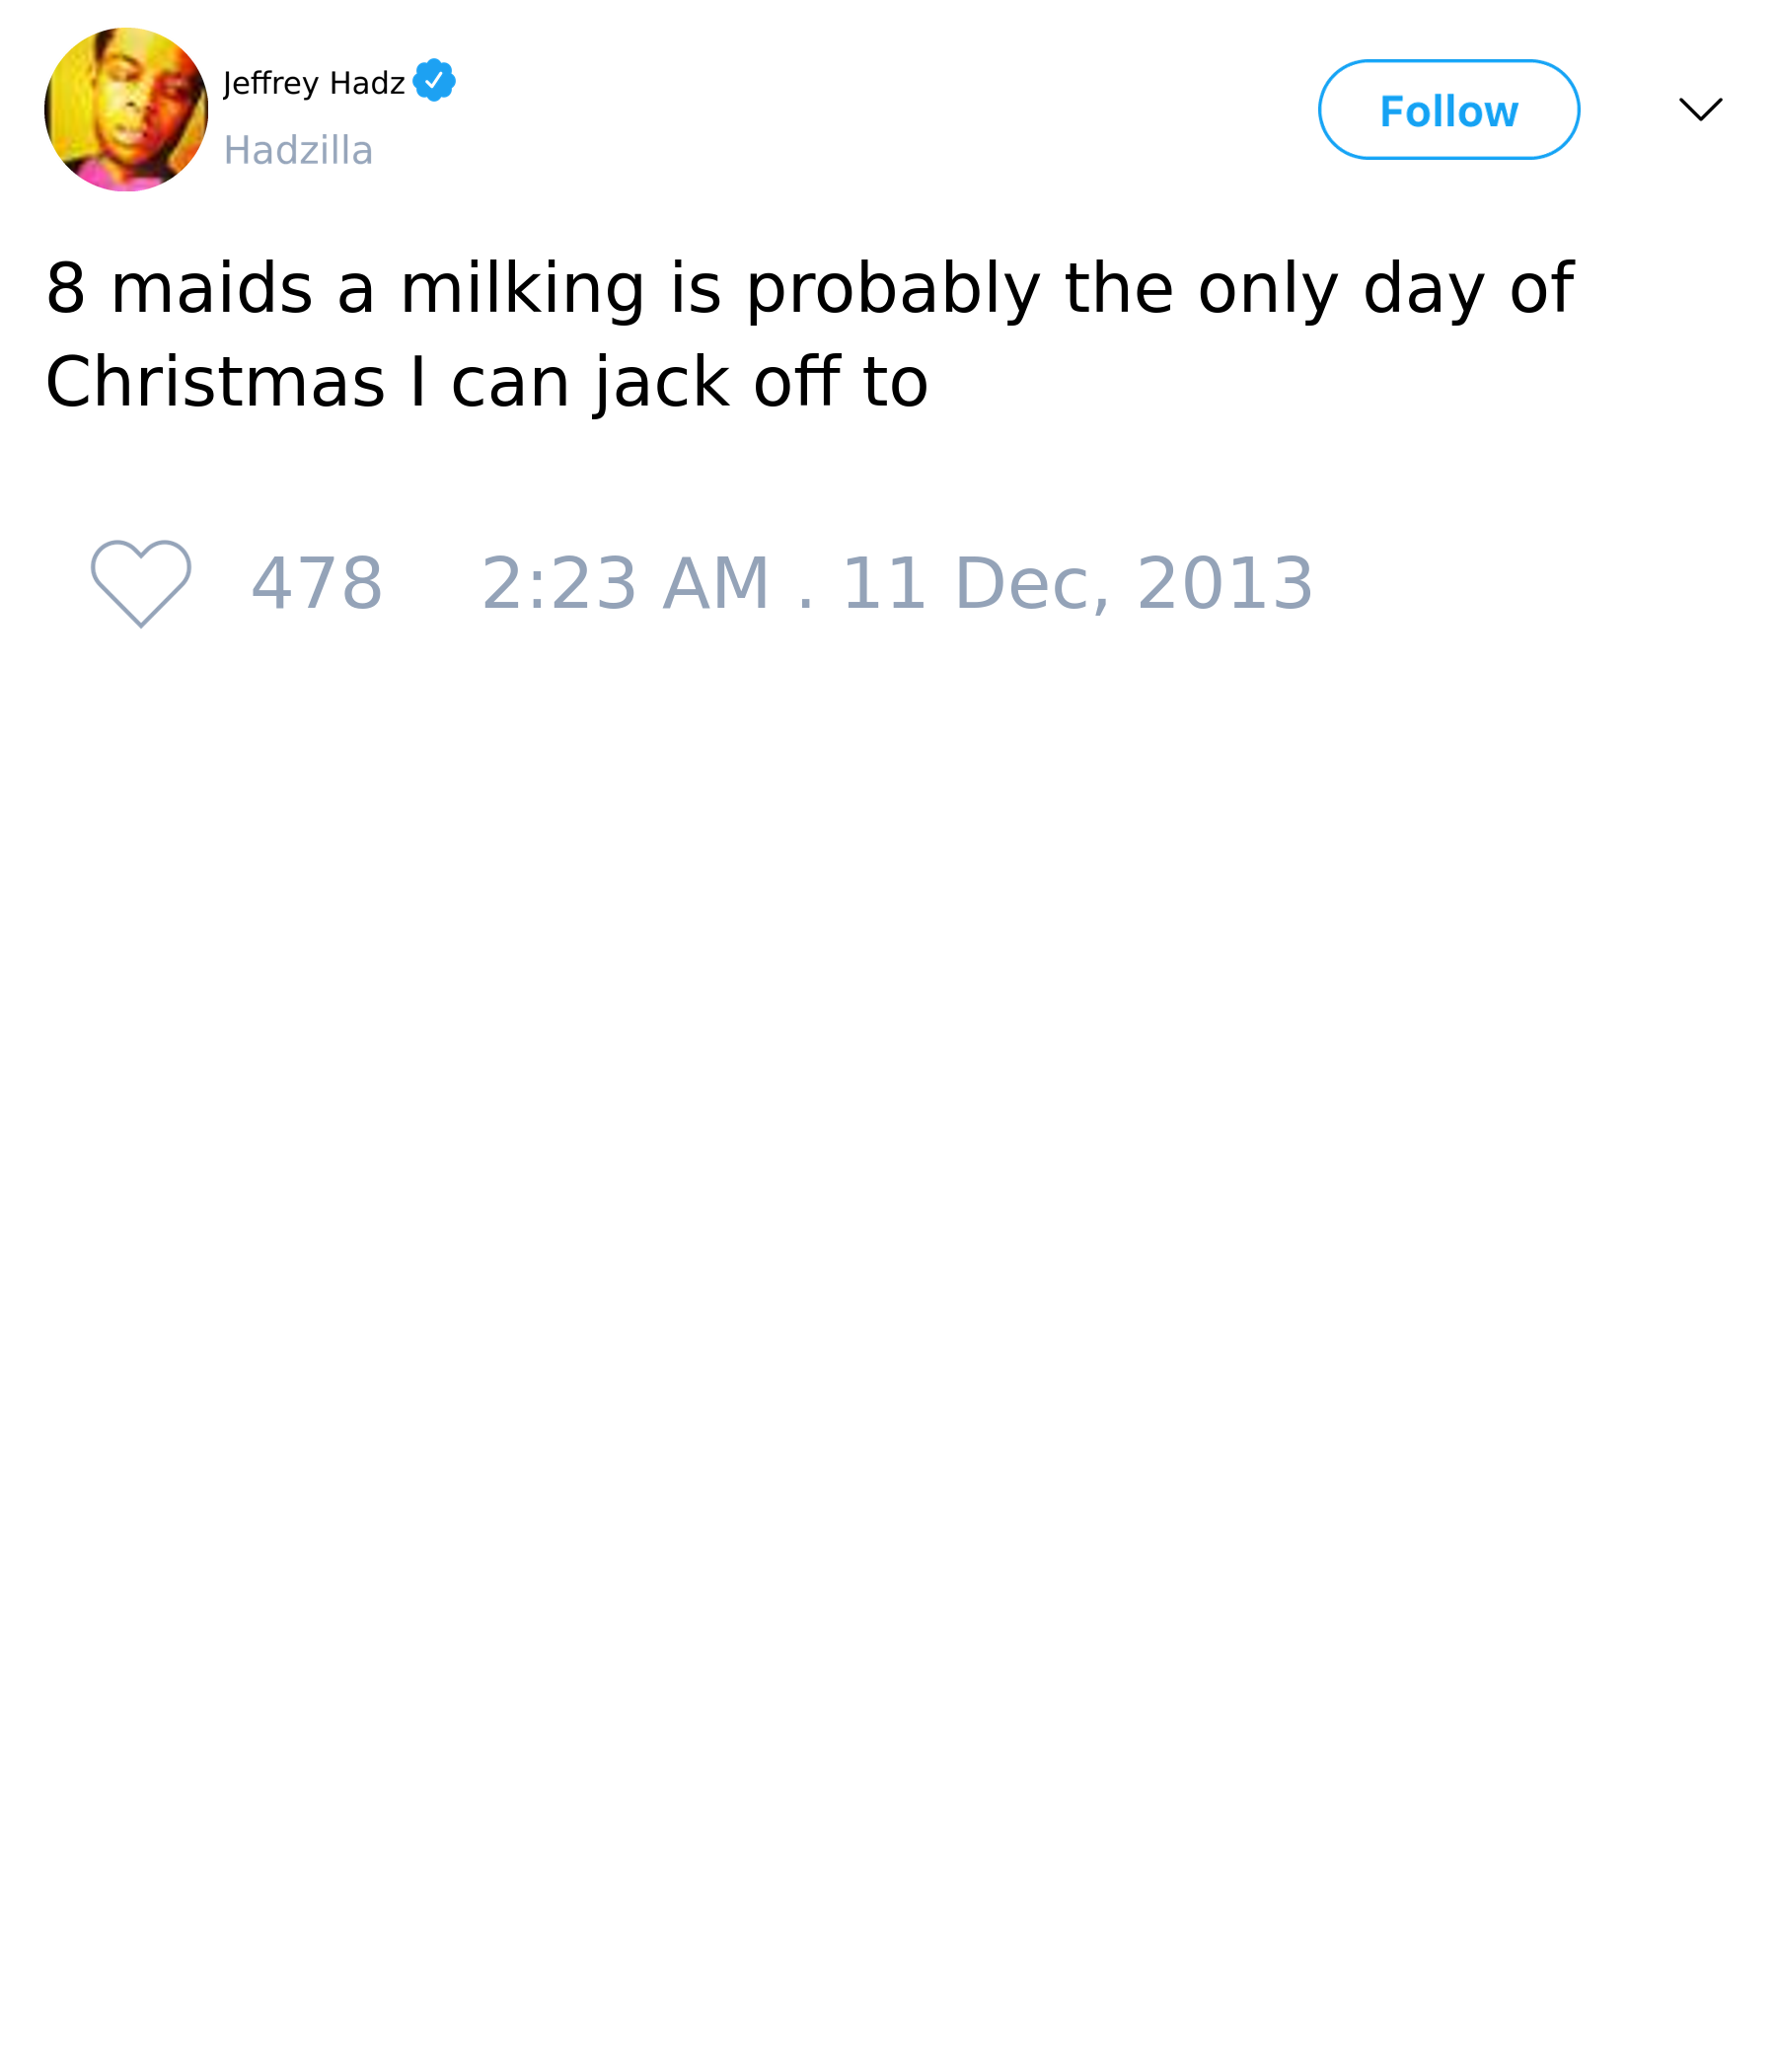 Jeffrey Hadz
Hadzilla
Follow
8 maids a milking is probably the only day of
Christmas I can jack off to
478 2:23 AM . 11 Dec, 2013